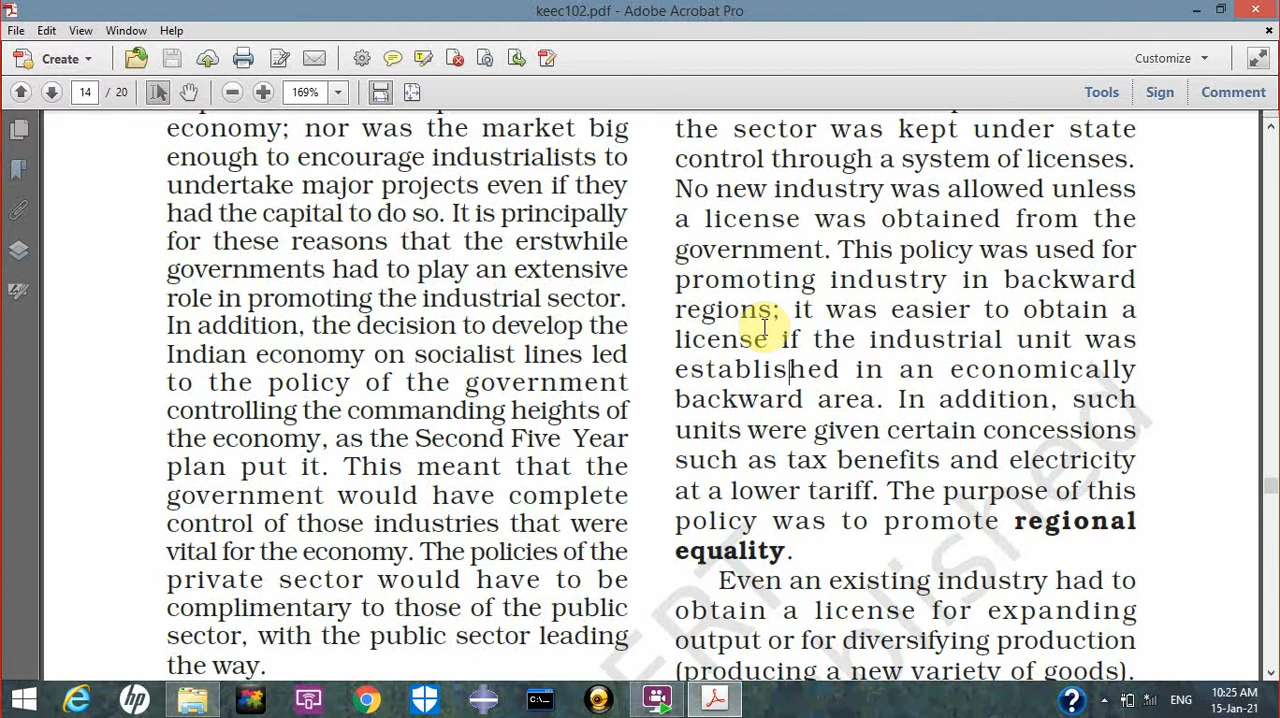 keec102.pdf - Adobe Acrobat Pro
File Edit View Window Help
Create
Customize
14 / 20
169%
Tools Sign Comment
economy; nor was the market big
enough to encourage industrialists to
undertake major projects even if they
had the capital to do so. It is principally
for these reasons that the erstwhile
governments had to play an extensive
role in promoting the industrial sector.
In addition, the decision to develop the
Indian economy on socialist lines led
to the policy of the government
controlling the commanding heights of
the economy, as the Second Five Year
plan put it. This meant that the
government would have complete
control of those industries that were
vital for the economy. The policies of the
private sector would have to be
complimentary to those of the public
sector, with the public sector leading
the way.
the sector was kept under state
control through a system of licenses.
No new industry was allowed unless
a license was obtained from the
government. This policy was used for
promoting industry in backward
regions; it was easier to obtain a
license if the industrial unit was
established in an economically
backward area. In addition, such
units were given certain concessions
such as tax benefits and electricity
at a lower tariff. The purpose of this
policy was to promote regional
equality.
Even an existing industry had to
obtain a license for expanding
output or for diversifying production
(producing a new variety of goods).
ERT
blished
ENG
10:25 AM
15-Jan-21